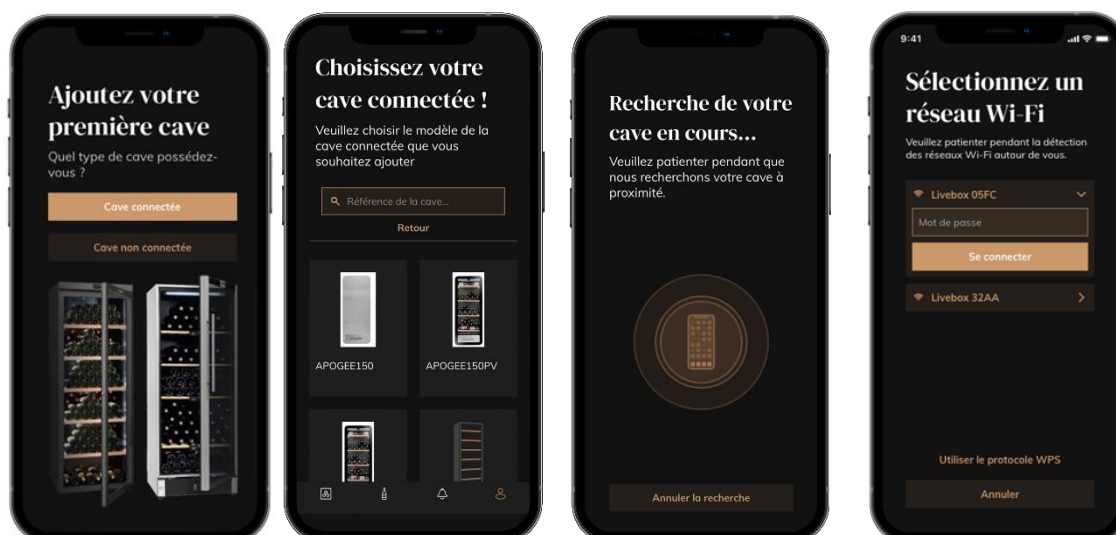 Ajoutez votre
première cave
Quel type de cave possédez-
vous ?
Cave connectée
Cave non connectée
Choisissez votre
cave connectée !
Veuillez choisir le modèle de la
cave connectée que vous
souhaitez ajouter
Référence de la cave...
Retour
APOGEE150
APOGEE150PV
Recherche de votre
cave en cours...
Veuillez patienter pendant que
nous recherchons votre cave à
proximité.
Annuler la recherche
9:41
Sélectionnez un
réseau Wi-Fi
Veuillez patienter pendant la détection
des réseaux Wi-Fi autour de vous.
Livebox 05FC
Mot de passe
Se connecter
Livebox 32AA
Utiliser le protocole WPS
Annuler